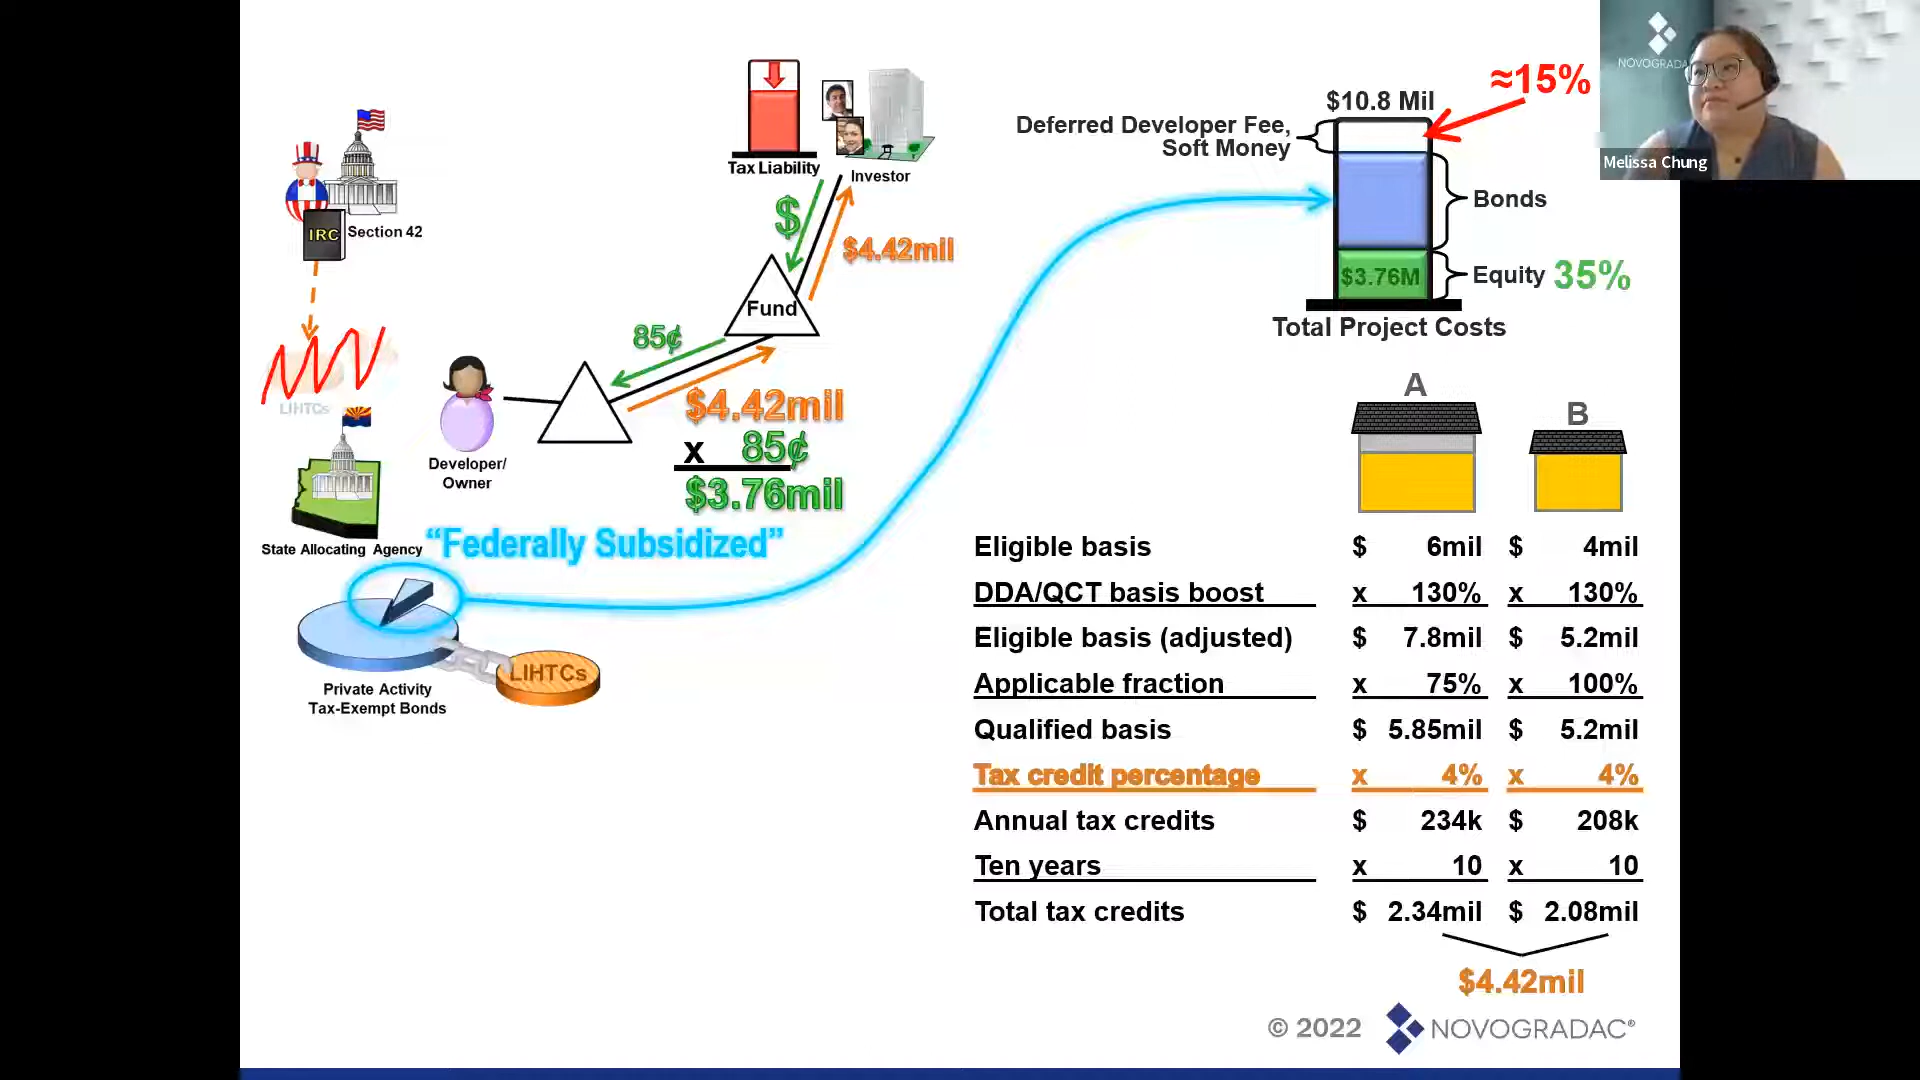 IRC
Section 42
LIHTCs
State Allocating Agency
Developer/
Owner
Tax Liability
Investor
$
$4.42mil
Fund
85¢
$4.42mil
x 85¢
$3.76mil
"Federally Subsidized"
Private Activity
Tax-Exempt Bonds
LIHTCs
$10.8 Mil
≈15%
Deferred Developer Fee,
Soft Money
Bonds
$3.76M
Equity 35%
Total Project Costs
A
B
Eligible basis $ 6mil $ 4mil
DDA/QCT basis boost x 130% x 130%
Eligible basis (adjusted) $ 7.8mil $ 5.2mil
Applicable fraction x 75% x 100%
Qualified basis $ 5.85mil $ 5.2mil
Tax credit percentage x 4% x 4%
Annual tax credits $ 234k $ 208k
Ten years x 10 x 10
Total tax credits $ 2.34mil $ 2.08mil
$4.42mil
© 2022 NOVOGRADAC®
NOVOGRADA
Melissa Chung